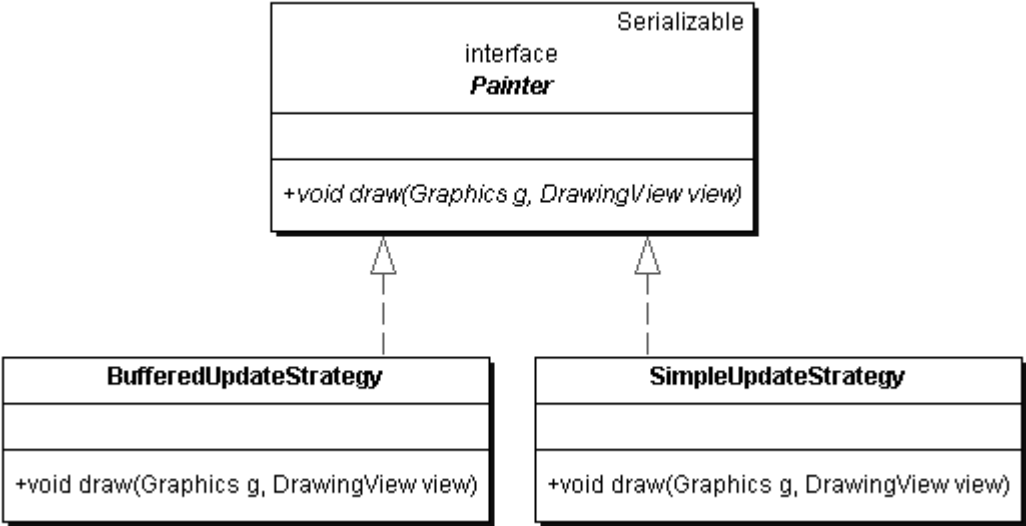 Serializable
interface
Painter
+void draw(Graphics g, DrawingView view)
BufferedUpdateStrategy
+void draw(Graphics g, DrawingView view)
SimpleUpdateStrategy
+void draw(Graphics g, DrawingView view)